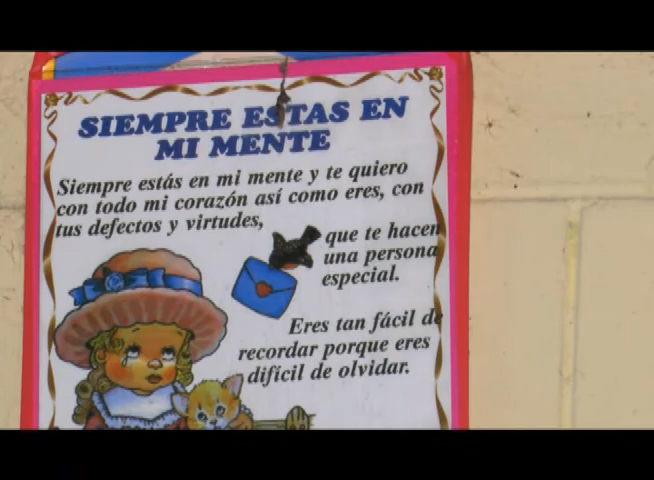 SIEMPRE ESTAS EN
MI MENTE
Siempre estás en mi mente y te quiero
con todo mi corazón así como eres, con
tus defectos y virtudes,
que te hacen
una persona
especial.
Eres tan fácil de
recordar porque eres
difícil de olvidar.